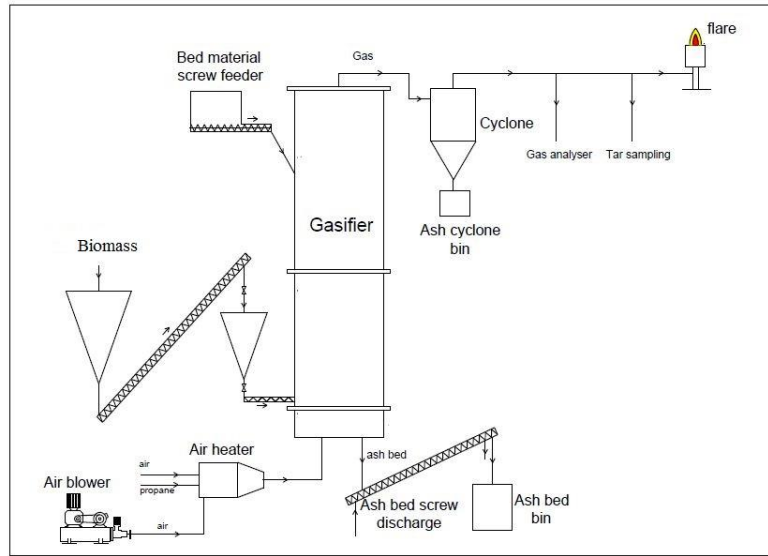 flare
Bed material
screw feeder
Gas
Cyclone
Gas analyser
Tar sampling
Ash cyclone
bin
Gasifier
Biomass
Air heater
air
propane
ash bed
Air blower
air
Ash bed screw
discharge
Ash bed
bin